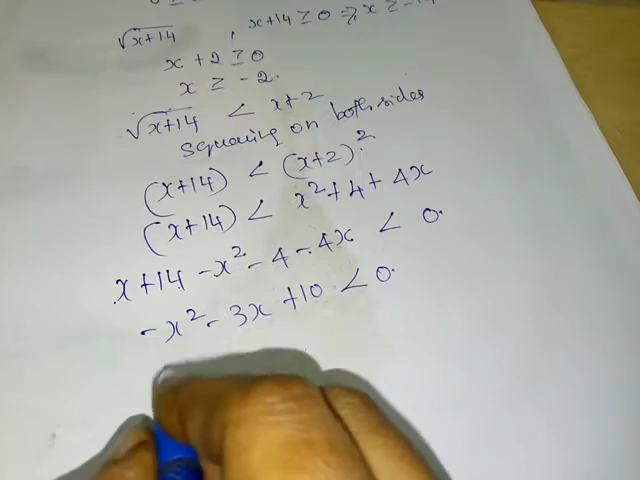 √x+14 , x+14 ≥ 0 ⇒ x ≥ -14
x + 2 ≥ 0
x ≥ -2.
√x+14 < x+2
squaring on both sides
(x+14) < (x+2)²
(x+14) < x²+4+4x
x+14 -x²-4-4x < 0.
-x²-3x+10 < 0.